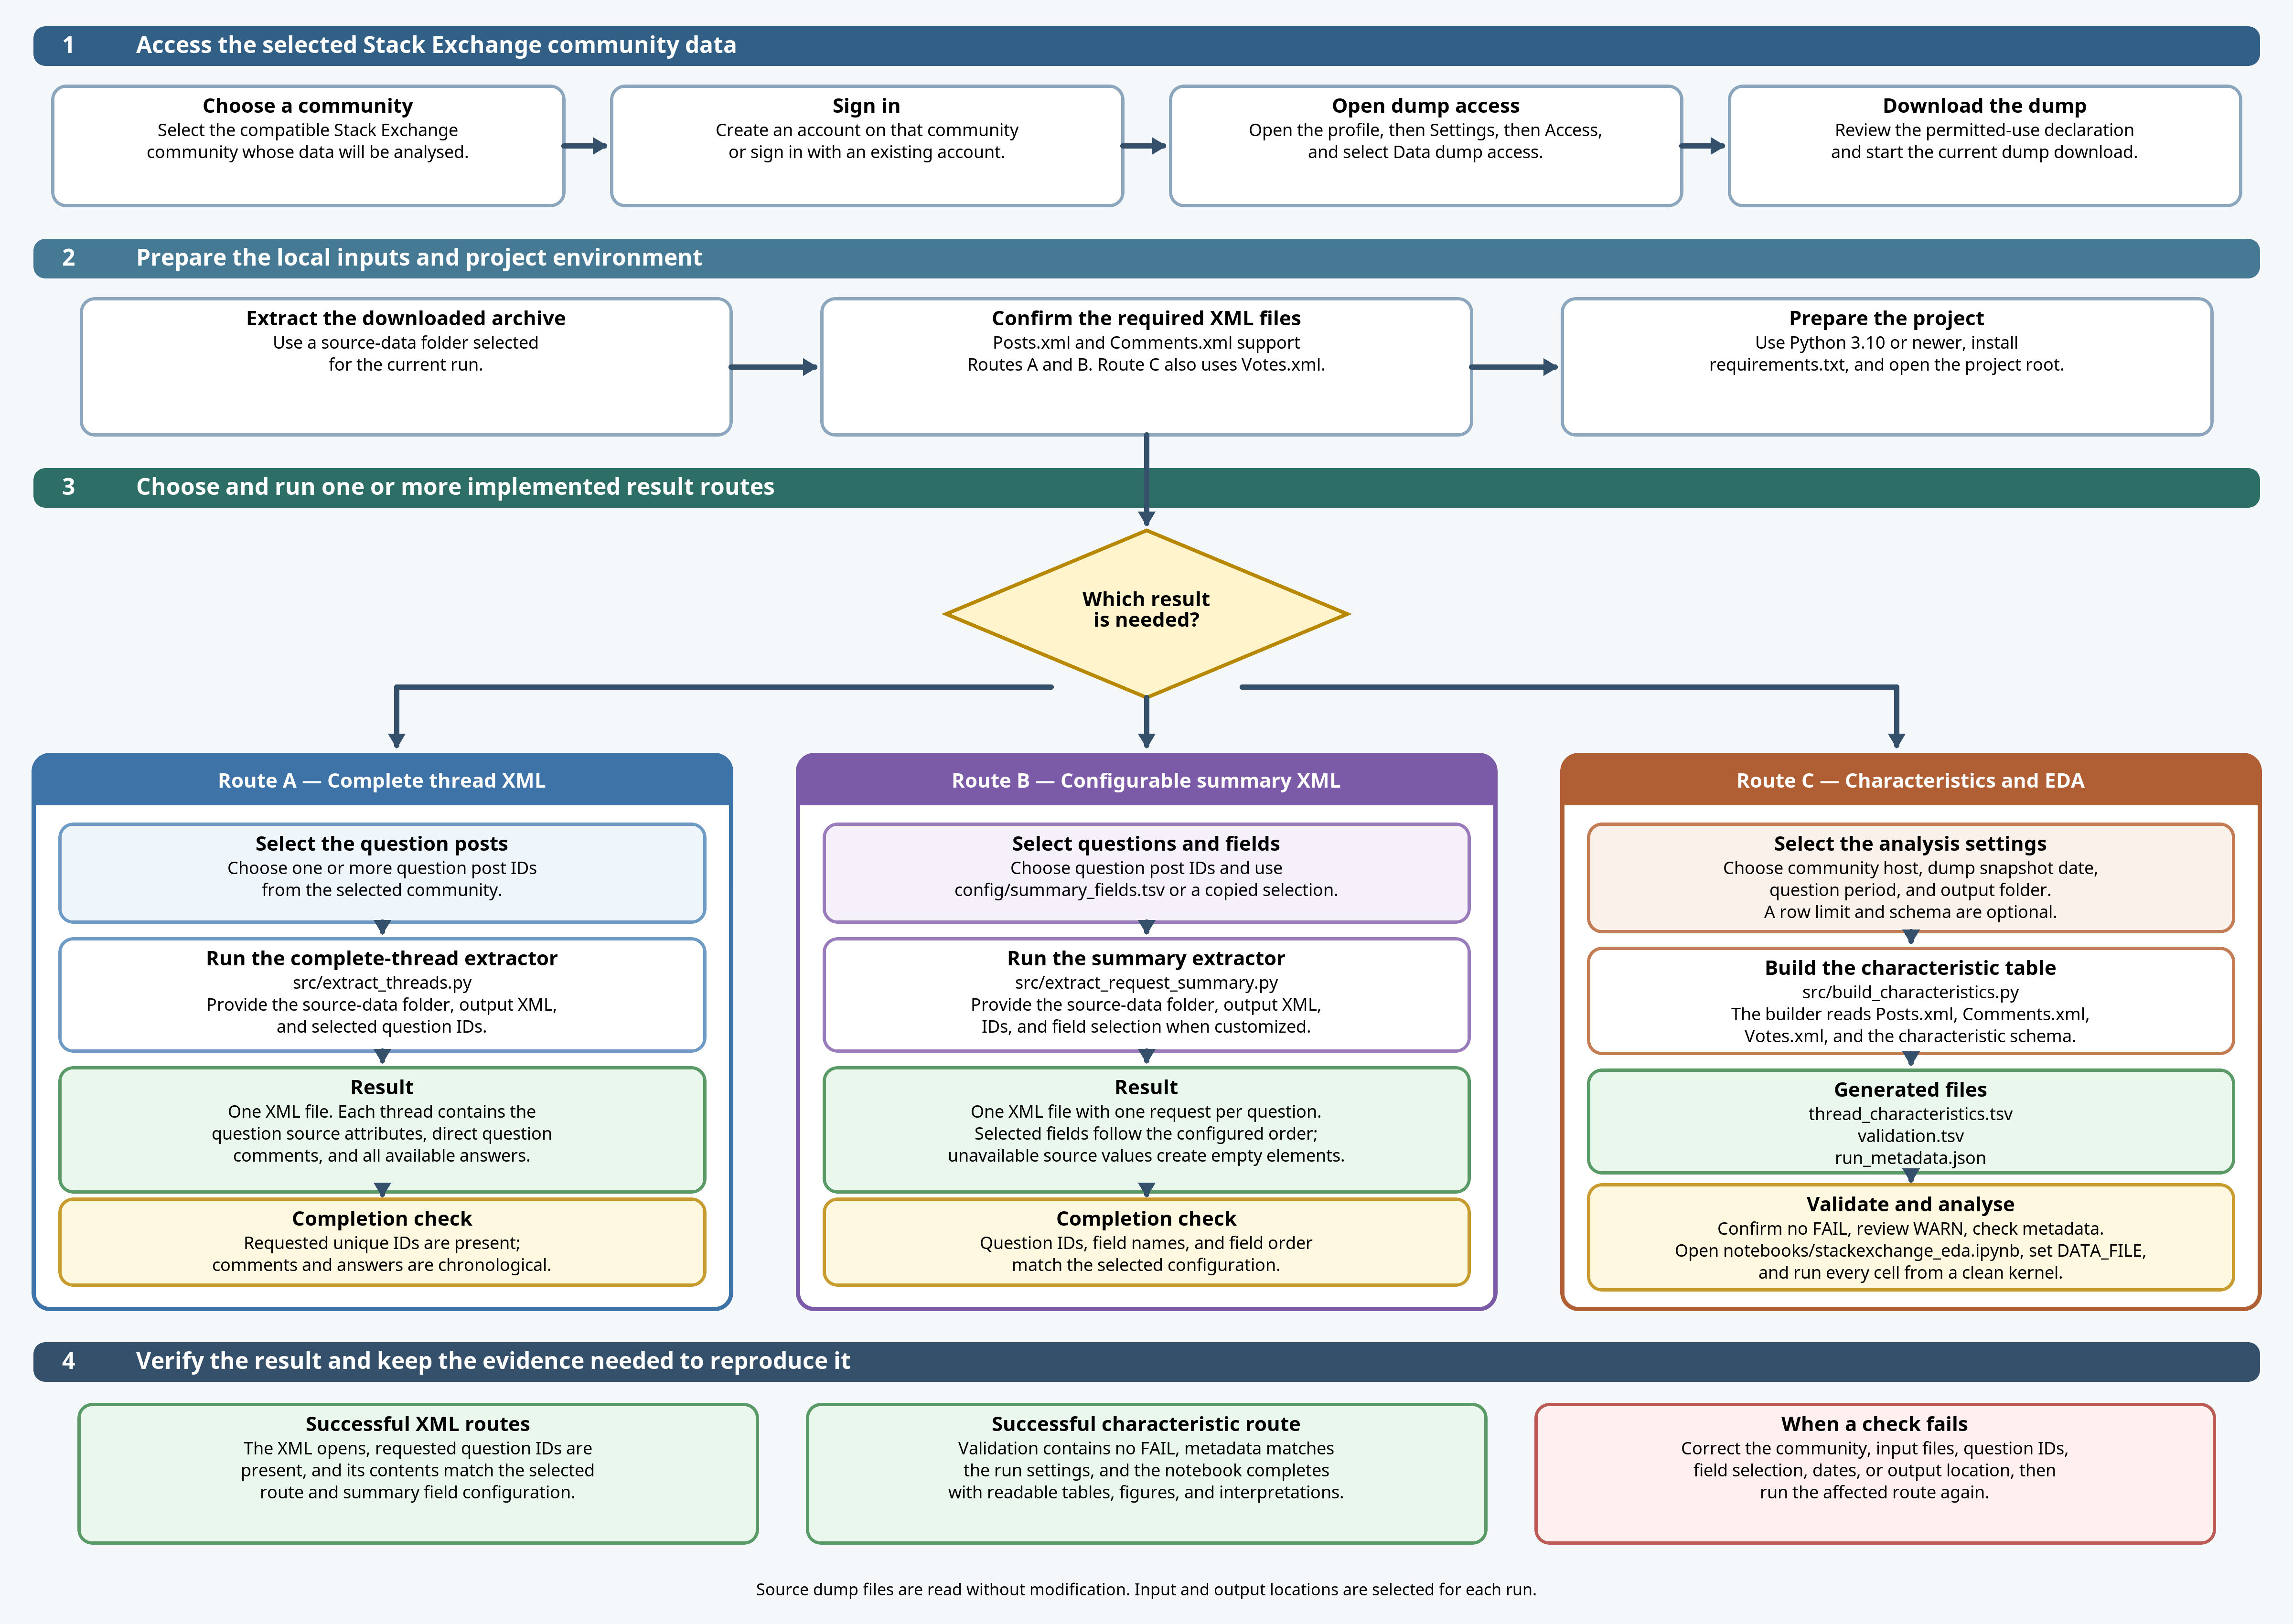 1 Access the selected Stack Exchange community data
Choose a community
Select the compatible Stack Exchange
community whose data will be analysed.
Sign in
Create an account on that community
or sign in with an existing account.
Open dump access
Open the profile, then Settings, then Access,
and select Data dump access.
Download the dump
Review the permitted-use declaration
and start the current dump download.
2 Prepare the local inputs and project environment
Extract the downloaded archive
Use a source-data folder selected
for the current run.
Confirm the required XML files
Posts.xml and Comments.xml support
Routes A and B. Route C also uses Votes.xml.
Prepare the project
Use Python 3.10 or newer, install
requirements.txt, and open the project root.
3 Choose and run one or more implemented result routes
Which result
is needed?
Route A — Complete thread XML
Select the question posts
Choose one or more question post IDs
from the selected community.
Run the complete-thread extractor
src/extract_threads.py
Provide the source-data folder, output XML,
and selected question IDs.
Result
One XML file. Each thread contains the
question source attributes, direct question
comments, and all available answers.
Completion check
Requested unique IDs are present;
comments and answers are chronological.
Route B — Configurable summary XML
Select questions and fields
Choose question post IDs and use
config/summary_fields.tsv or a copied selection.
Run the summary extractor
src/extract_request_summary.py
Provide the source-data folder, output XML,
IDs, and field selection when customized.
Result
One XML file with one request per question.
Selected fields follow the configured order;
unavailable source values create empty elements.
Completion check
Question IDs, field names, and field order
match the selected configuration.
Route C — Characteristics and EDA
Select the analysis settings
Choose community host, dump snapshot date,
question period, and output folder.
A row limit and schema are optional.
Build the characteristic table
src/build_characteristics.py
The builder reads Posts.xml, Comments.xml,
Votes.xml, and the characteristic schema.
Generated files
thread_characteristics.tsv
validation.tsv
run_metadata.json
Validate and analyse
Confirm no FAIL, review WARN, check metadata.
Open notebooks/stackexchange_eda.ipynb, set DATA_FILE,
and run every cell from a clean kernel.
4 Verify the result and keep the evidence needed to reproduce it
Successful XML routes
The XML opens, requested question IDs are
present, and its contents match the selected
route and summary field configuration.
Successful characteristic route
Validation contains no FAIL, metadata matches
the run settings, and the notebook completes
with readable tables, figures, and interpretations.
When a check fails
Correct the community, input files, question IDs,
field selection, dates, or output location, then
run the affected route again.
Source dump files are read without modification. Input and output locations are selected for each run.